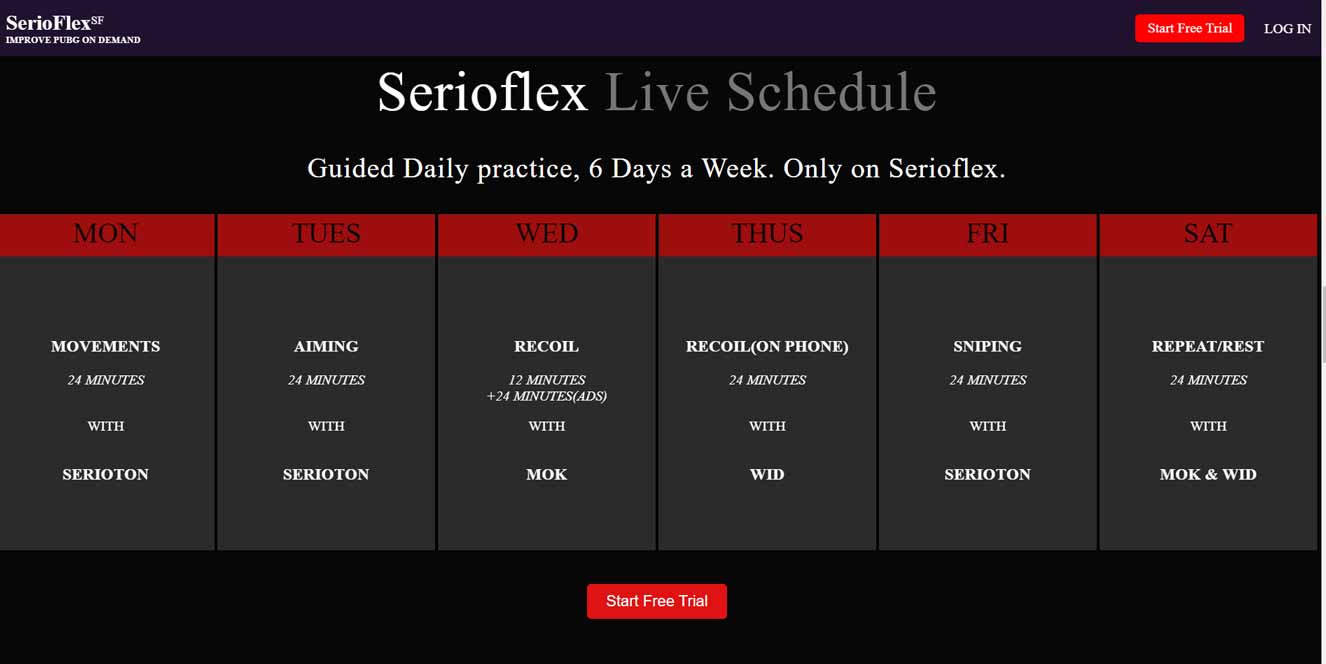 SerioFlexSF
IMPROVE PUBG ON DEMAND
Start Free Trial
LOG IN
Serioflex Live Schedule
Guided Daily practice, 6 Days a Week. Only on Serioflex.
MON
TUES
WED
THUS
FRI
SAT
MOVEMENTS
24 MINUTES
WITH
SERIOTON
AIMING
24 MINUTES
WITH
SERIOTON
RECOIL
12 MINUTES
+24 MINUTES(ADS)
WITH
MOK
RECOIL(ON PHONE)
24 MINUTES
WITH
WID
SNIPING
24 MINUTES
WITH
SERIOTON
REPEAT/REST
24 MINUTES
WITH
MOK & WID
Start Free Trial